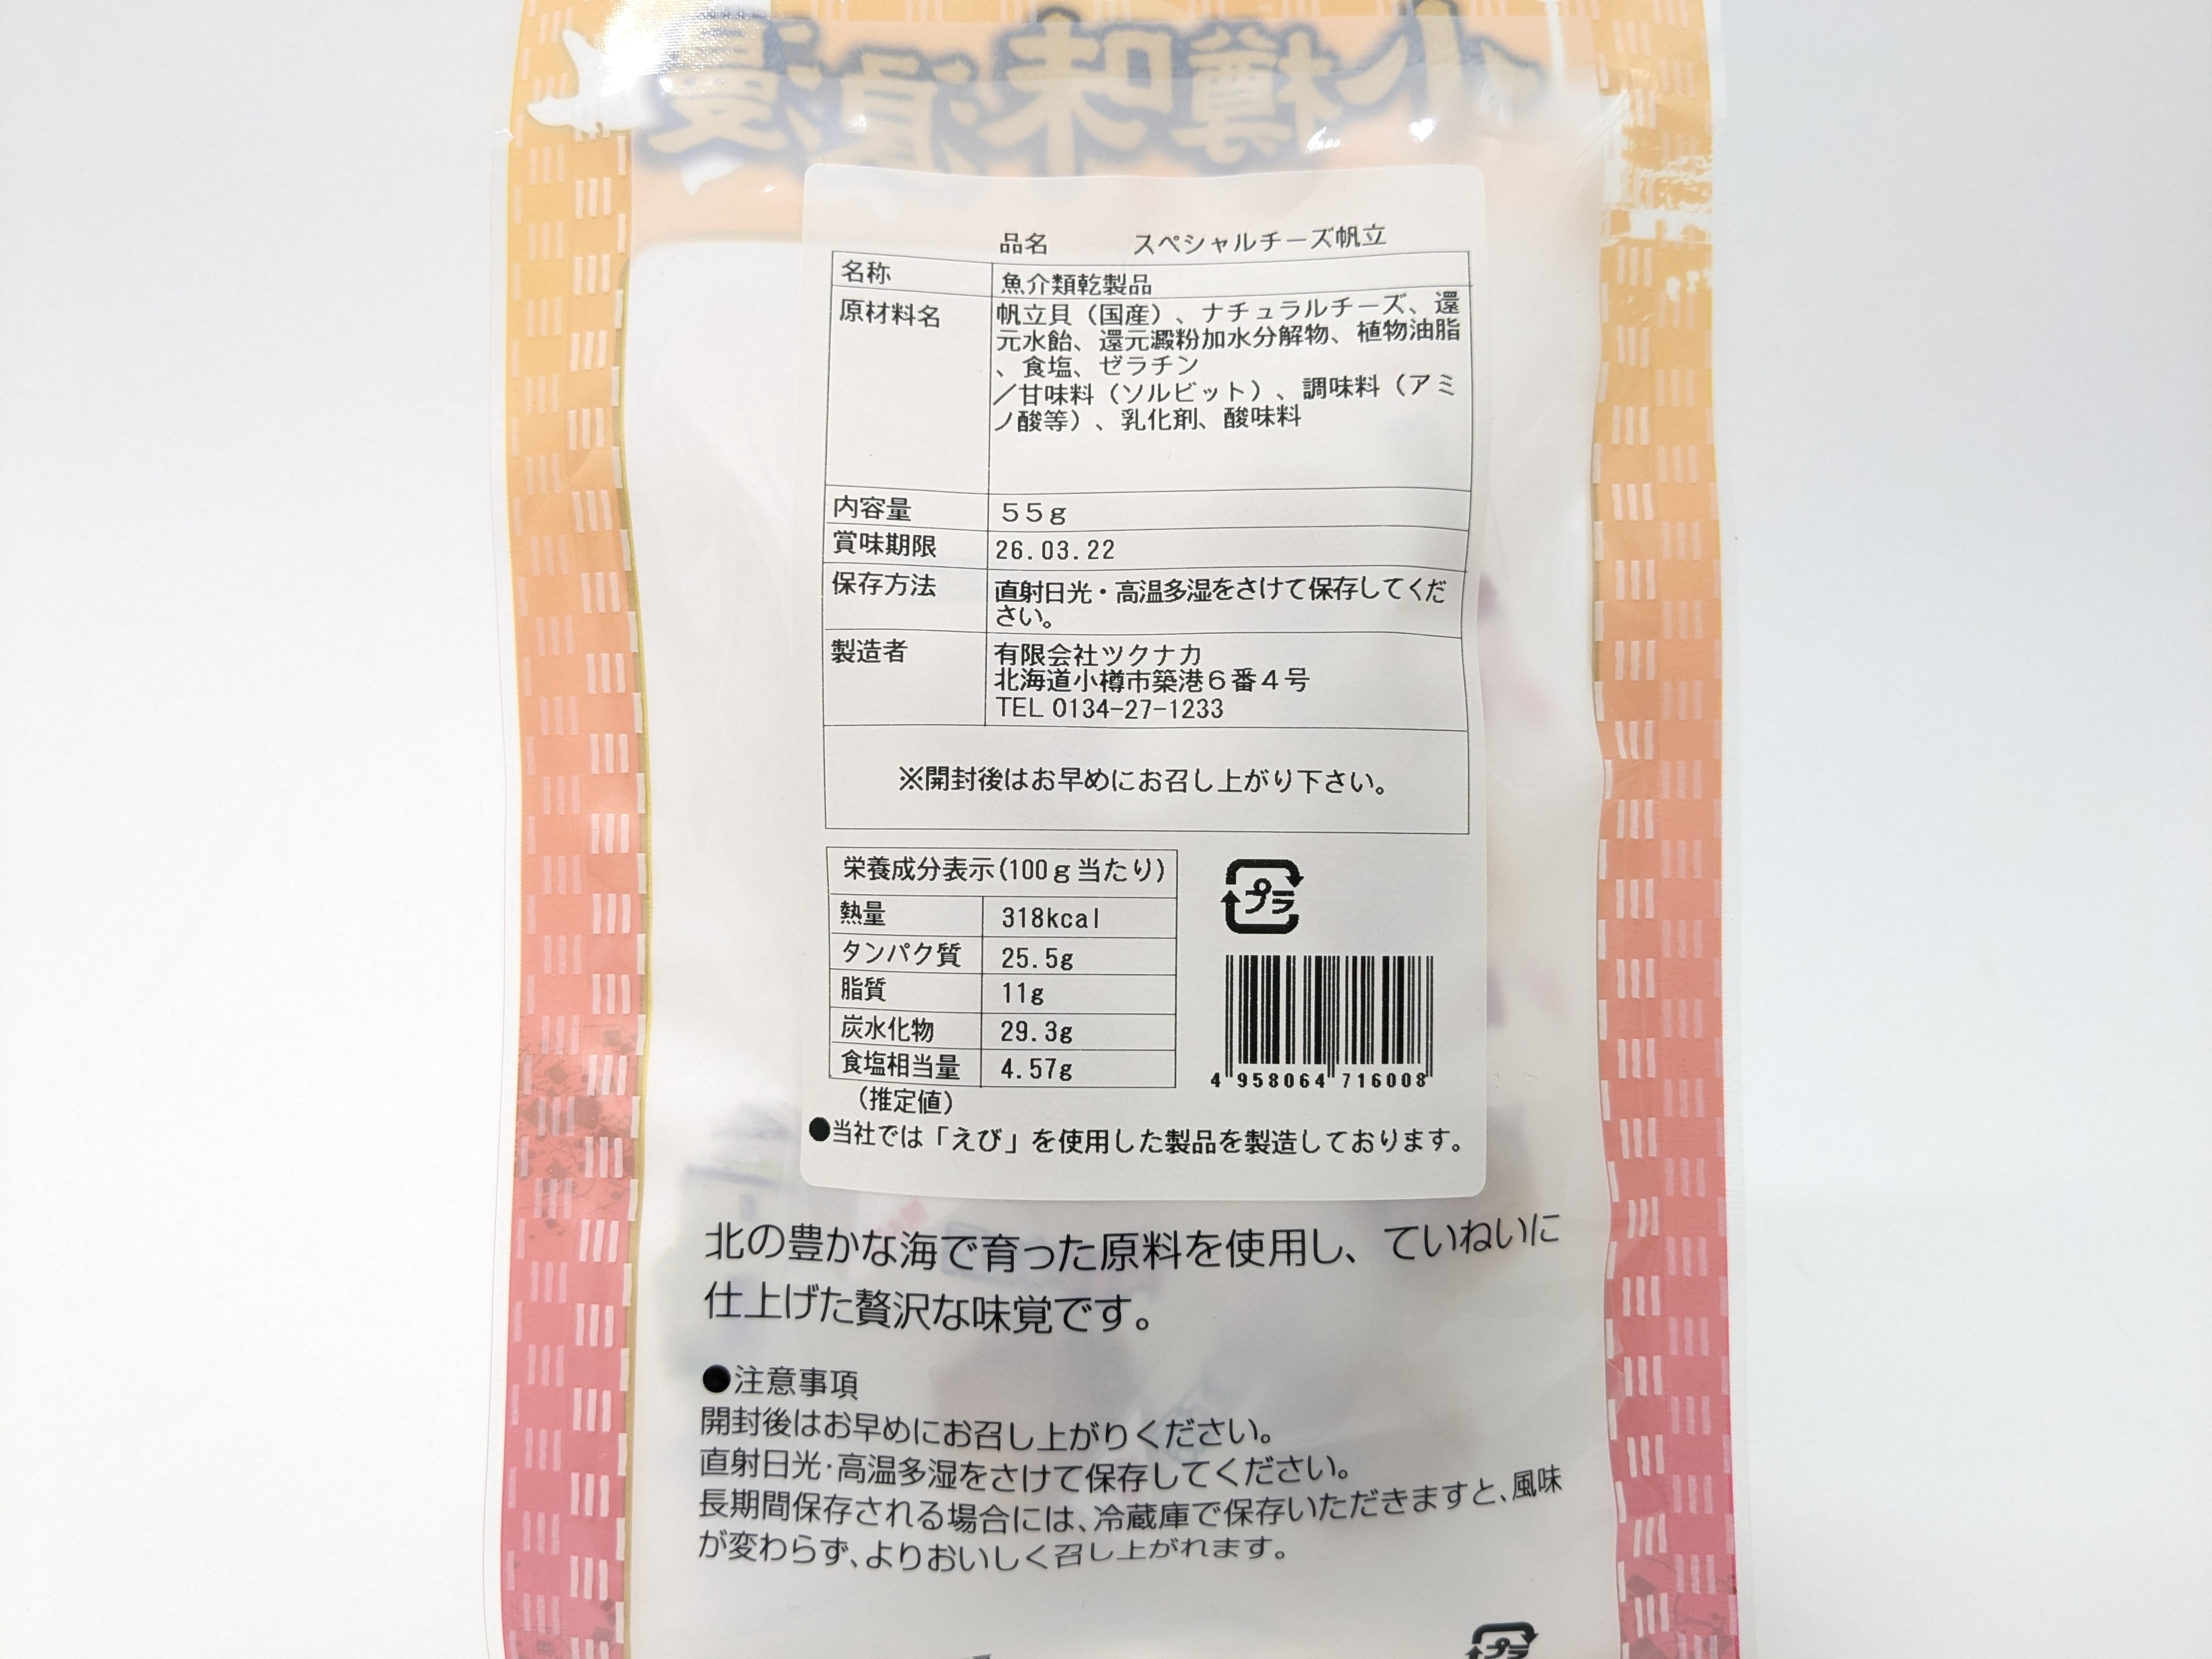 小樽味浪漫
品名 スペシャルチーズ帆立
名称 魚介類乾製品
原材料名 帆立貝（国産）、ナチュラルチーズ、還
元水飴、還元澱粉加水分解物、植物油脂
、食塩、ゼラチン
／甘味料（ソルビット）、調味料（アミ
ノ酸等）、乳化剤、酸味料
内容量 55g
賞味期限 26.03.22
保存方法 直射日光・高温多湿をさけて保存してくだ
さい。
製造者 有限会社ツクナカ
北海道小樽市築港6番4号
TEL 0134-27-1233
※開封後はお早めにお召し上がり下さい。
栄養成分表示(100g当たり)
熱量 318kcal
タンパク質 25.5g
脂質 11g
炭水化物 29.3g
食塩相当量 4.57g
(推定値)
プラ
4 958064 716008
●当社では「えび」を使用した製品を製造しております。
北の豊かな海で育った原料を使用し、ていねいに
仕上げた贅沢な味覚です。
●注意事項
開封後はお早めにお召し上がりください。
直射日光･高温多湿をさけて保存してください。
長期間保存される場合には､冷蔵庫で保存いただきますと､風味
が変わらず､よりおいしく召し上がれます。
プラ